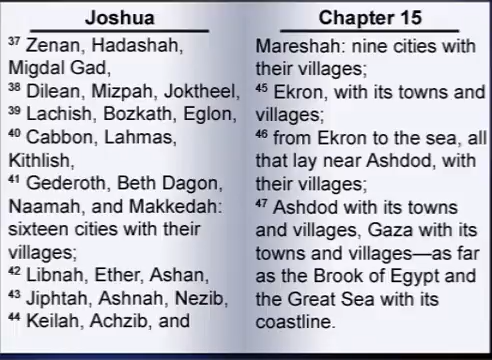 Joshua
³⁷ Zenan, Hadashah,
Migdal Gad,
³⁸ Dilean, Mizpah, Joktheel,
³⁹ Lachish, Bozkath, Eglon,
⁴⁰ Cabbon, Lahmas,
Kithlish,
⁴¹ Gederoth, Beth Dagon,
Naamah, and Makkedah:
sixteen cities with their
villages;
⁴² Libnah, Ether, Ashan,
⁴³ Jiphtah, Ashnah, Nezib,
⁴⁴ Keilah, Achzib, and
Chapter 15
Mareshah: nine cities with
their villages;
⁴⁵ Ekron, with its towns and
villages;
⁴⁶ from Ekron to the sea, all
that lay near Ashdod, with
their villages;
⁴⁷ Ashdod with its towns
and villages, Gaza with its
towns and villages—as far
as the Brook of Egypt and
the Great Sea with its
coastline.